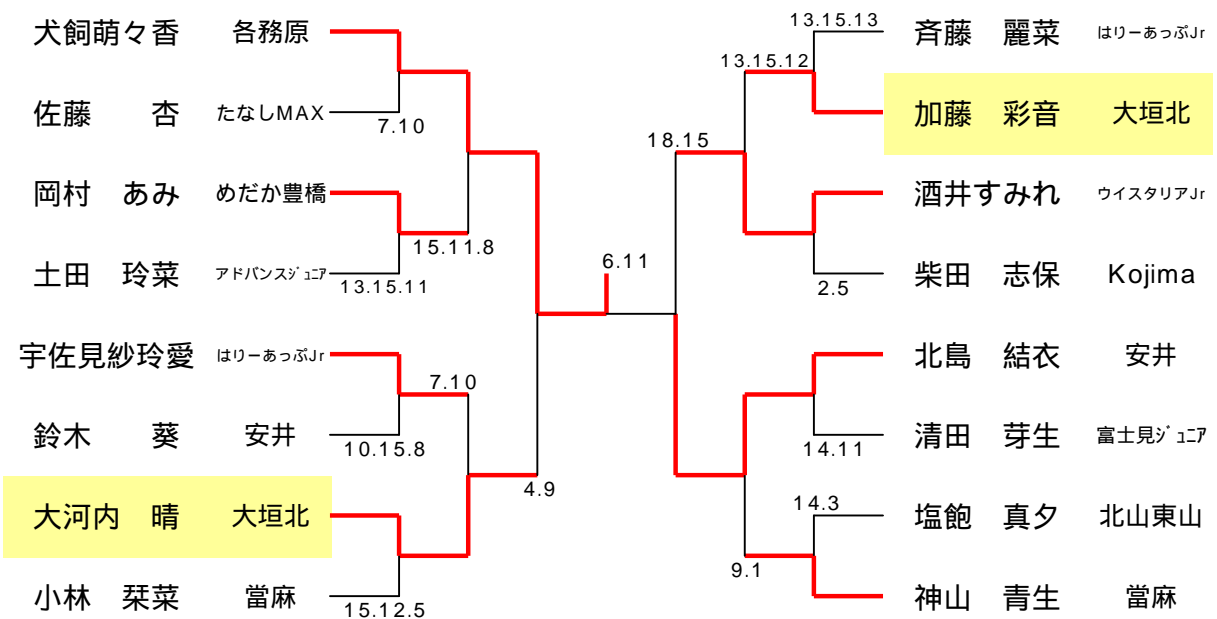 犬飼萌々香 各務原
7.10
佐藤 杏 たなしMAX
岡村 あみ めだか豊橋
15.11.8
土田 玲菜 アドバンスジュニア
13.15.11
宇佐見紗玲愛 はりーあっぷJr
7.10
鈴木 葵 安井
10.15.8
大河内 晴 大垣北
4.9
小林 栞菜 當麻
15.12.5
6.11
13.15.13
斉藤 麗菜 はりーあっぷJr
13.15.12
加藤 彩音 大垣北
18.15
酒井すみれ ウイスタリアJr
柴田 志保 Kojima
2.5
北島 結衣 安井
清田 芽生 富士見ジュニア
14.11
14.3
塩飽 真夕 北山東山
9.1
神山 青生 當麻